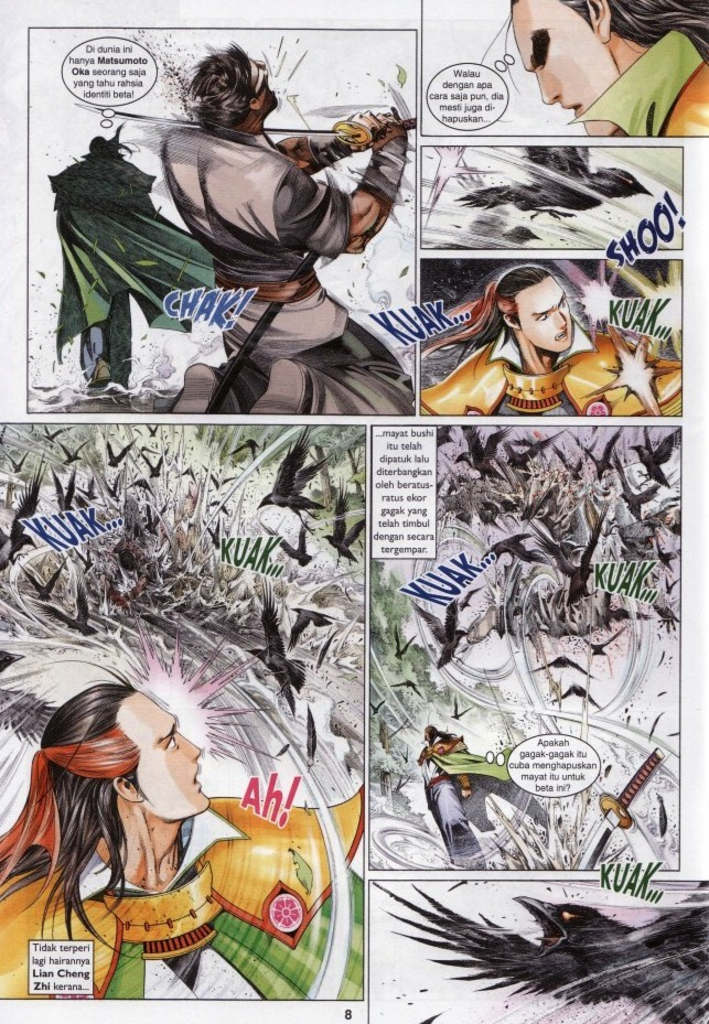 Di dunia ini
hanya Matsumoto
Oka seorang saja
yang tahu rahsia
identiti beta!
Walau
dengan apa
cara saja pun, dia
mesti juga di-
hapuskan...
CHAK!
SHOO!
KUAK...
KUAK...
KUAK...
KUAK...
Ah!
Tidak terperi
lagi hairannya
Lian Cheng
Zhi kerana...
...mayat bushi
itu telah
dipatuk lalu
diterbangkan
oleh beratus-
ratus ekor
gagak yang
telah timbul
dengan secara
tergempar.
KUAK...
KUAK...
Apakah
gagak-gagak itu
cuba menghapuskan
mayat itu untuk
beta ini?
KUAK...
8